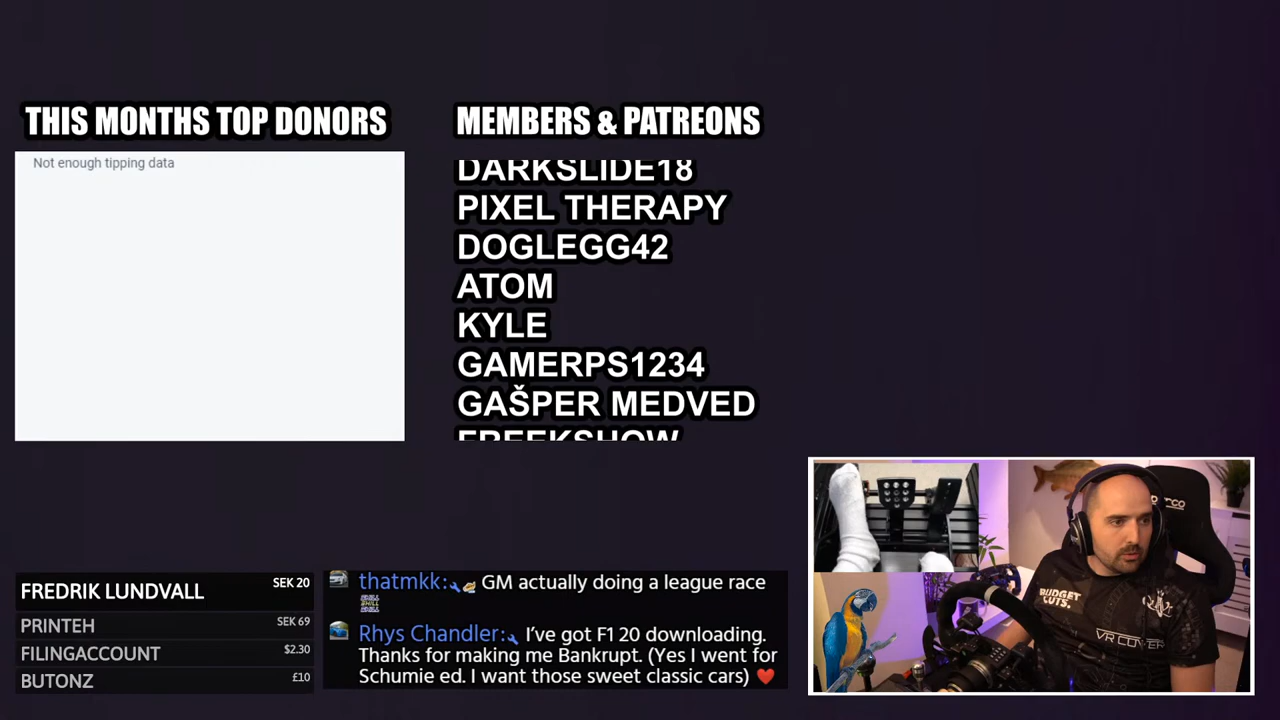 THIS MONTHS TOP DONORS
Not enough tipping data
MEMBERS & PATREONS
DARKSLIDE18
PIXEL THERAPY
DOGLEGG42
ATOM
KYLE
GAMERPS1234
GAŠPER MEDVED
FREEKSHOW
FREDRIK LUNDVALL SEK 20
PRINTEH SEK 69
FILINGACCOUNT $2.30
BUTONZ £10
thatmkk: GM actually doing a league race
Rhys Chandler: I've got F1 20 downloading.
Thanks for making me Bankrupt. (Yes I went for
Schumie ed. I want those sweet classic cars) ❤️
BUDGET
CUTS.
VR COVER